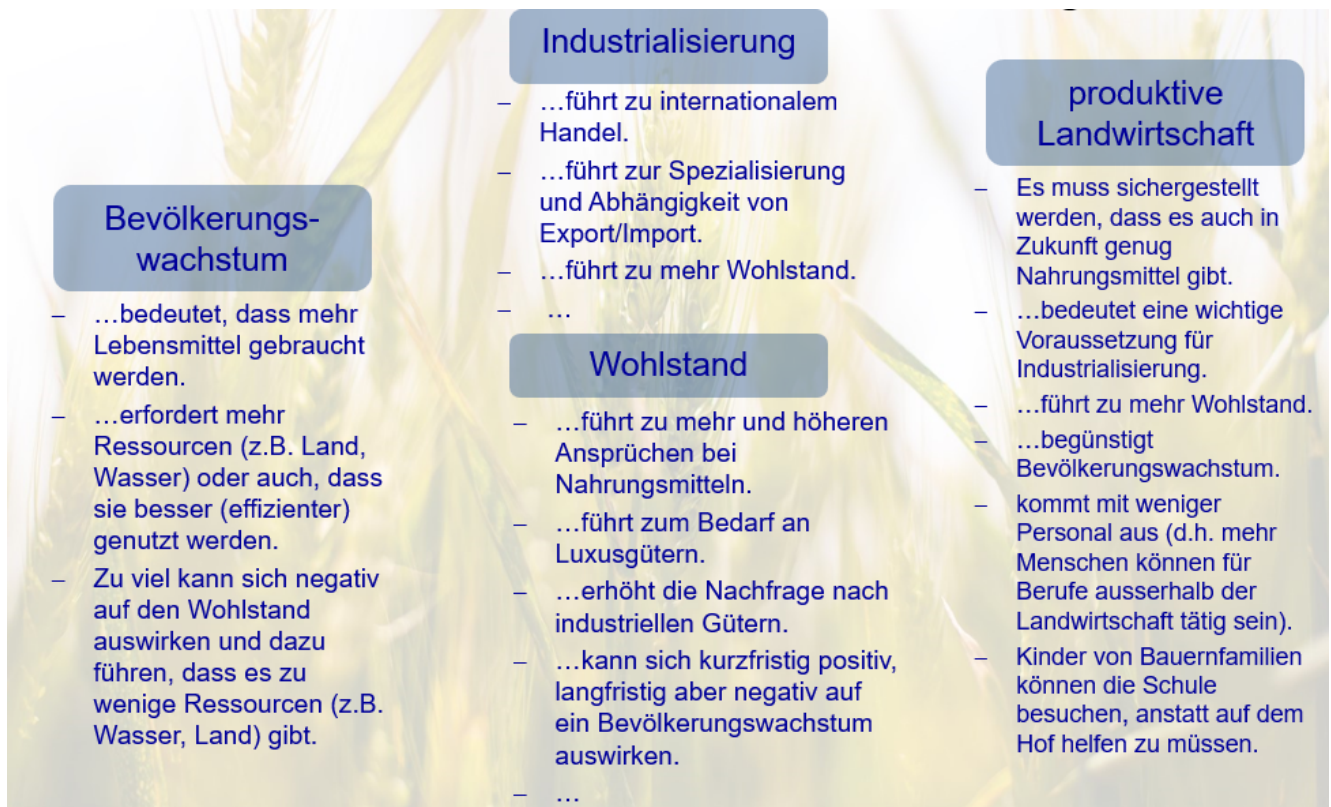 Bevölkerungs-
wachstum
– …bedeutet, dass mehr
Lebensmittel gebraucht
werden.
– …erfordert mehr
Ressourcen (z.B. Land,
Wasser) oder auch, dass
sie besser (effizienter)
genutzt werden.
– Zu viel kann sich negativ
auf den Wohlstand
auswirken und dazu
führen, dass es zu
wenige Ressourcen (z.B.
Wasser, Land) gibt.
Industrialisierung
– …führt zu internationalem
Handel.
– …führt zur Spezialisierung
und Abhängigkeit von
Export/Import.
– …führt zu mehr Wohlstand.
– …
Wohlstand
– …führt zu mehr und höheren
Ansprüchen bei
Nahrungsmitteln.
– …führt zum Bedarf an
Luxusgütern.
– …erhöht die Nachfrage nach
industriellen Gütern.
– …kann sich kurzfristig positiv,
langfristig aber negativ auf
ein Bevölkerungswachstum
auswirken.
– …
produktive
Landwirtschaft
– Es muss sichergestellt
werden, dass es auch in
Zukunft genug
Nahrungsmittel gibt.
– …bedeutet eine wichtige
Voraussetzung für
Industrialisierung.
– …führt zu mehr Wohlstand.
– …begünstigt
Bevölkerungswachstum.
– kommt mit weniger
Personal aus (d.h. mehr
Menschen können für
Berufe ausserhalb der
Landwirtschaft tätig sein).
– Kinder von Bauernfamilien
können die Schule
besuchen, anstatt auf dem
Hof helfen zu müssen.